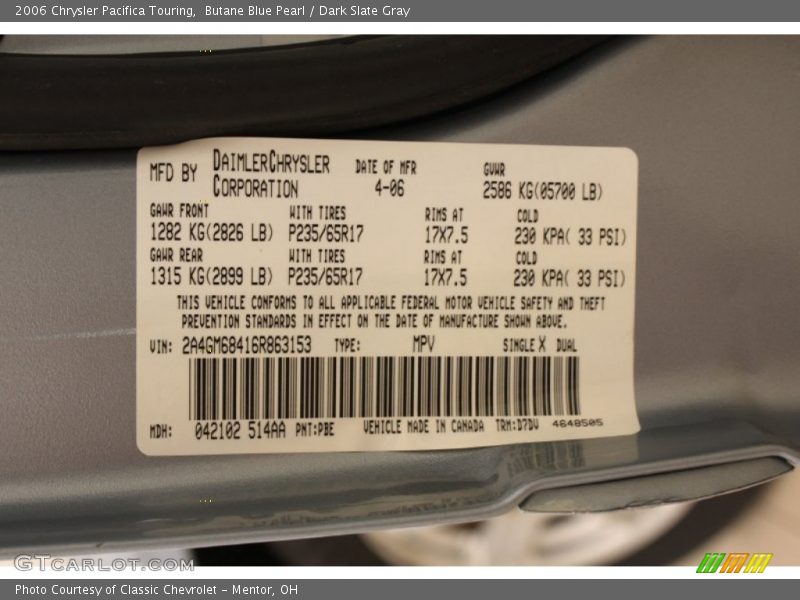 2006 Chrysler Pacifica Touring,  Butane Blue Pearl / Dark Slate Gray
MFD BY DAIMLERCHRYSLER CORPORATION DATE OF MFR 4-06 GVWR 2586 KG(05700 LB)
GAWR FRONT WITH TIRES RIMS AT COLD
1282 KG(2826 LB) P235/65R17 17X7.5 230 KPA( 33 PSI)
GAWR REAR WITH TIRES RIMS AT COLD
1315 KG(2899 LB) P235/65R17 17X7.5 230 KPA( 33 PSI)
THIS VEHICLE CONFORMS TO ALL APPLICABLE FEDERAL MOTOR VEHICLE SAFETY AND THEFT
PREVENTION STANDARDS IN EFFECT ON THE DATE OF MANUFACTURE SHOWN ABOVE.
VIN: 2A4GM68416R863153 TYPE: MPV SINGLE X DUAL
MDH: 042102 514AA PNT:PBE VEHICLE MADE IN CANADA TRM:D7DV 4648505
GTCARLOT.COM
Photo Courtesy of Classic Chevrolet - Mentor, OH